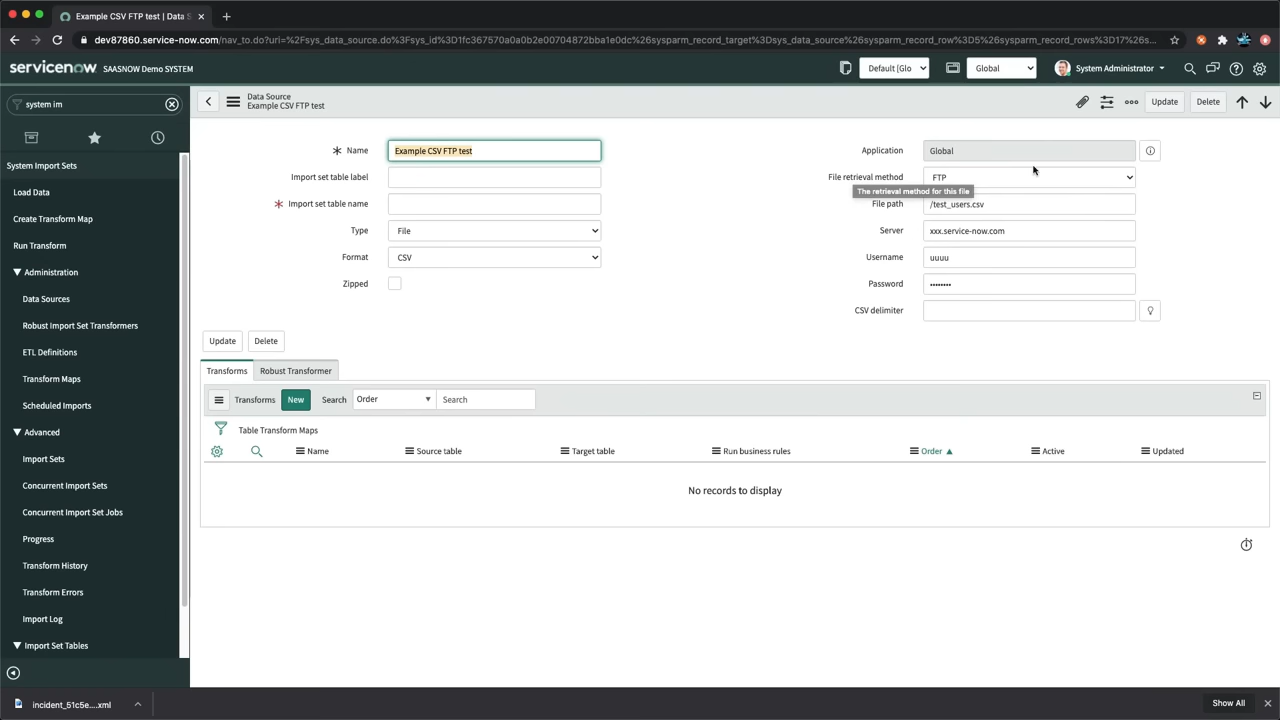 Example CSV FTP test | Data S
dev87860.service-now.com/nav_to.do?uri=%2Fsys_data_source.do%3Fsys_id%3D1fc367570a0a0b2e00704872bba1e0dc%26sysparm_record_target%3Dsys_data_source%26sysparm_record_row%3D5%26sysparm_record_rows%3D17%26s...
servicenow SAASNOW Demo SYSTEM
Default [Glo
Global
System Administrator
system im
Data Source
Example CSV FTP test
Update
Delete
System Import Sets
Load Data
Create Transform Map
Run Transform
Administration
Data Sources
Robust Import Set Transformers
ETL Definitions
Transform Maps
Scheduled Imports
Advanced
Import Sets
Concurrent Import Sets
Concurrent Import Set Jobs
Progress
Transform History
Transform Errors
Import Log
Import Set Tables
Name Example CSV FTP test
Import set table label
Import set table name
Type File
Format CSV
Zipped
Application Global
File retrieval method FTP
The retrieval method for this file
File path /test_users.csv
Server xxx.service-now.com
Username uuuu
Password ••••••••
CSV delimiter
Update Delete
Transforms Robust Transformer
Transforms New Search Order Search
Table Transform Maps
Name Source table Target table Run business rules Order Active Updated
No records to display
incident_51c5e....xml
Show All